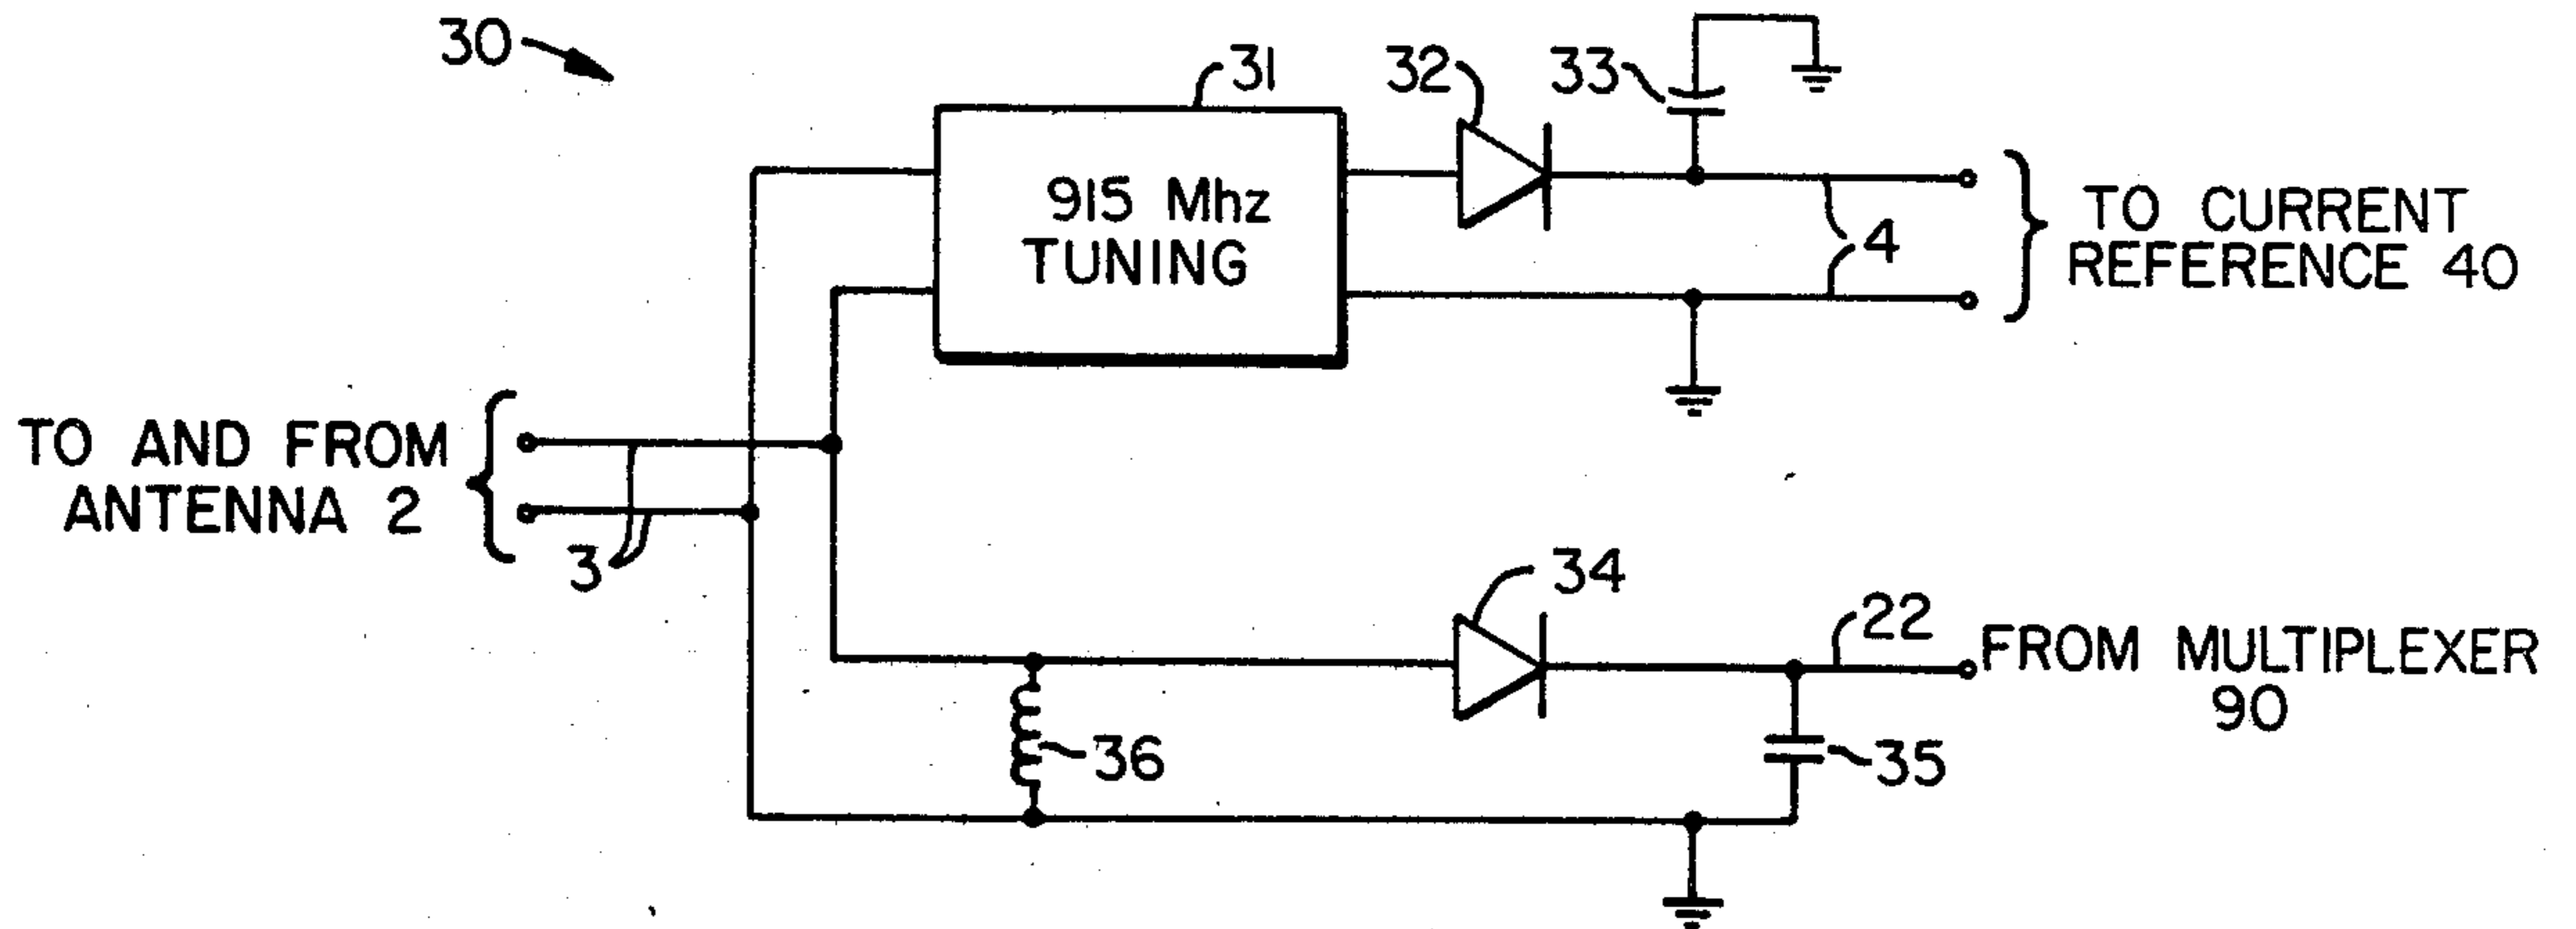 30
31
32
33
915 Mhz
TUNING
4
TO CURRENT
REFERENCE 40
TO AND FROM
ANTENNA 2
3
34
22
FROM MULTIPLEXER
90
36
35